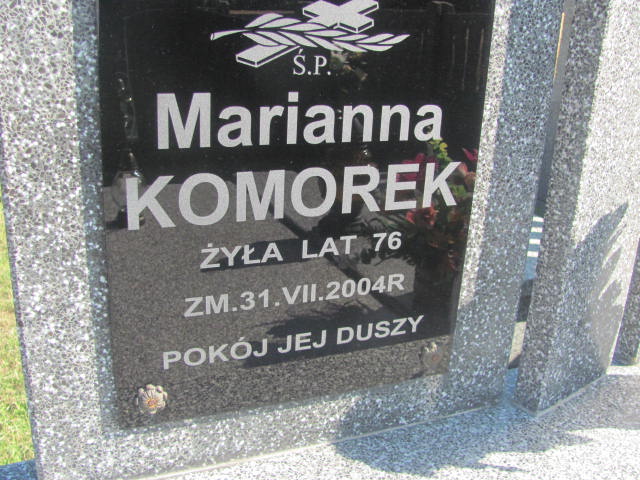 Ś.P.
Marianna
KOMOREK
ŻYŁA LAT 76
ZM.31.VII.2004R
POKÓJ JEJ DUSZY